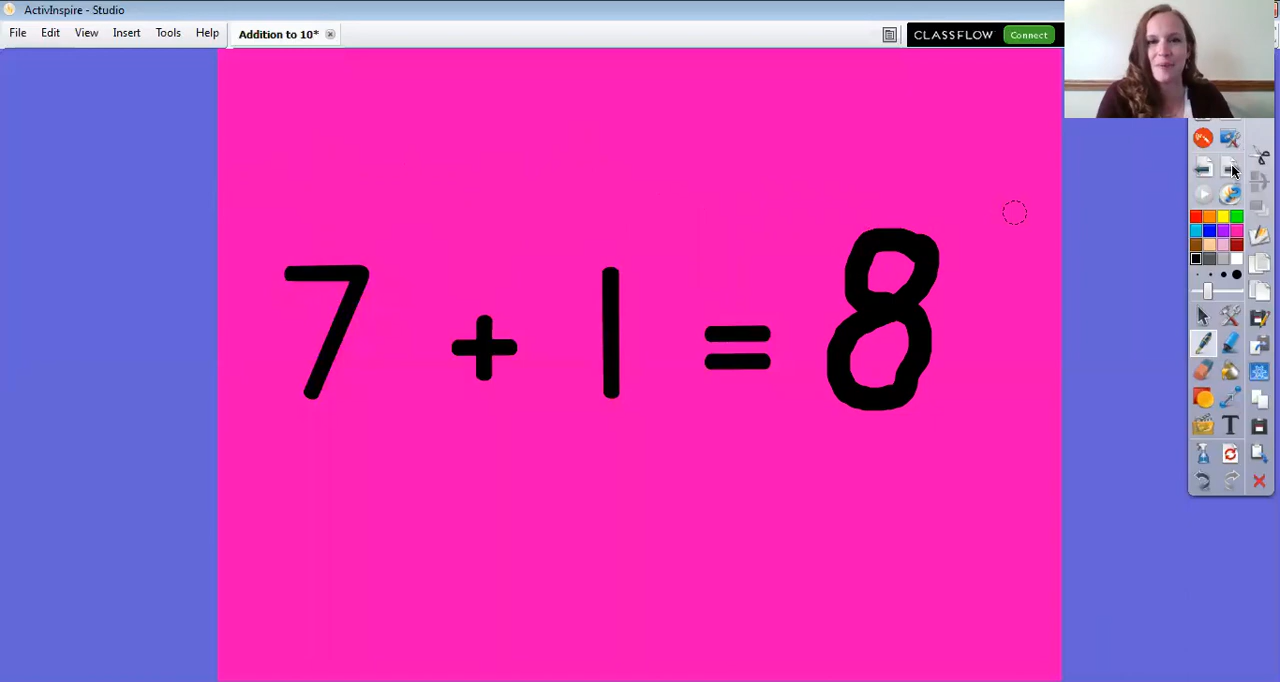 ActivInspire - Studio
File Edit View Insert Tools Help Addition to 10* CLASSFLOW Connect
7 + 1 = 8
T